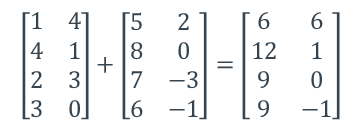 [1 4] [5 2] [6 6]
[4 1] [8 0] [12 1]
[2 3] + [7 -3] = [9 0]
[3 0] [6 -1] [9 -1]